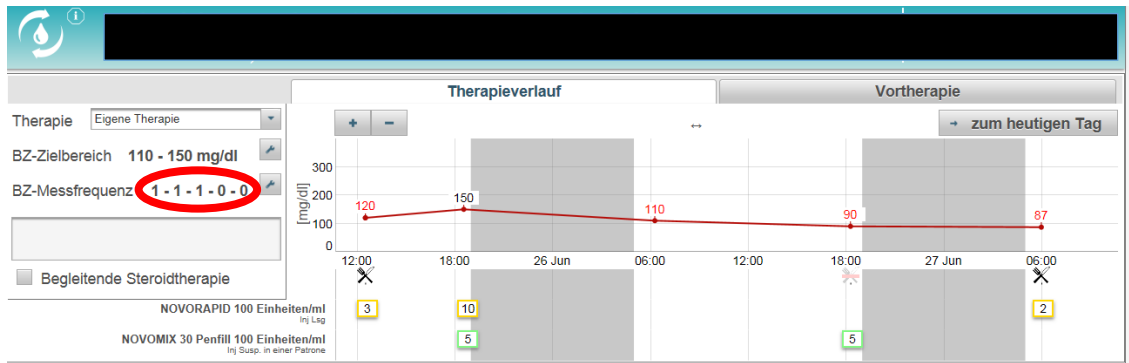 i
Therapieverlauf
Vortherapie
Therapie Eigene Therapie
+ − ↔ → zum heutigen Tag
BZ-Zielbereich 110 - 150 mg/dl
BZ-Messfrequenz 1 - 1 - 1 - 0 - 0
Begleitende Steroidtherapie
[mg/dl]
300
200
100
0
120 150 110 90 87
12:00 18:00 26 Jun 06:00 12:00 18:00 27 Jun 06:00
NOVORAPID 100 Einheiten/ml 3 10 2
Inj Lsg
NOVOMIX 30 Penfill 100 Einheiten/ml 5 5
Inj Susp. in einer Patrone